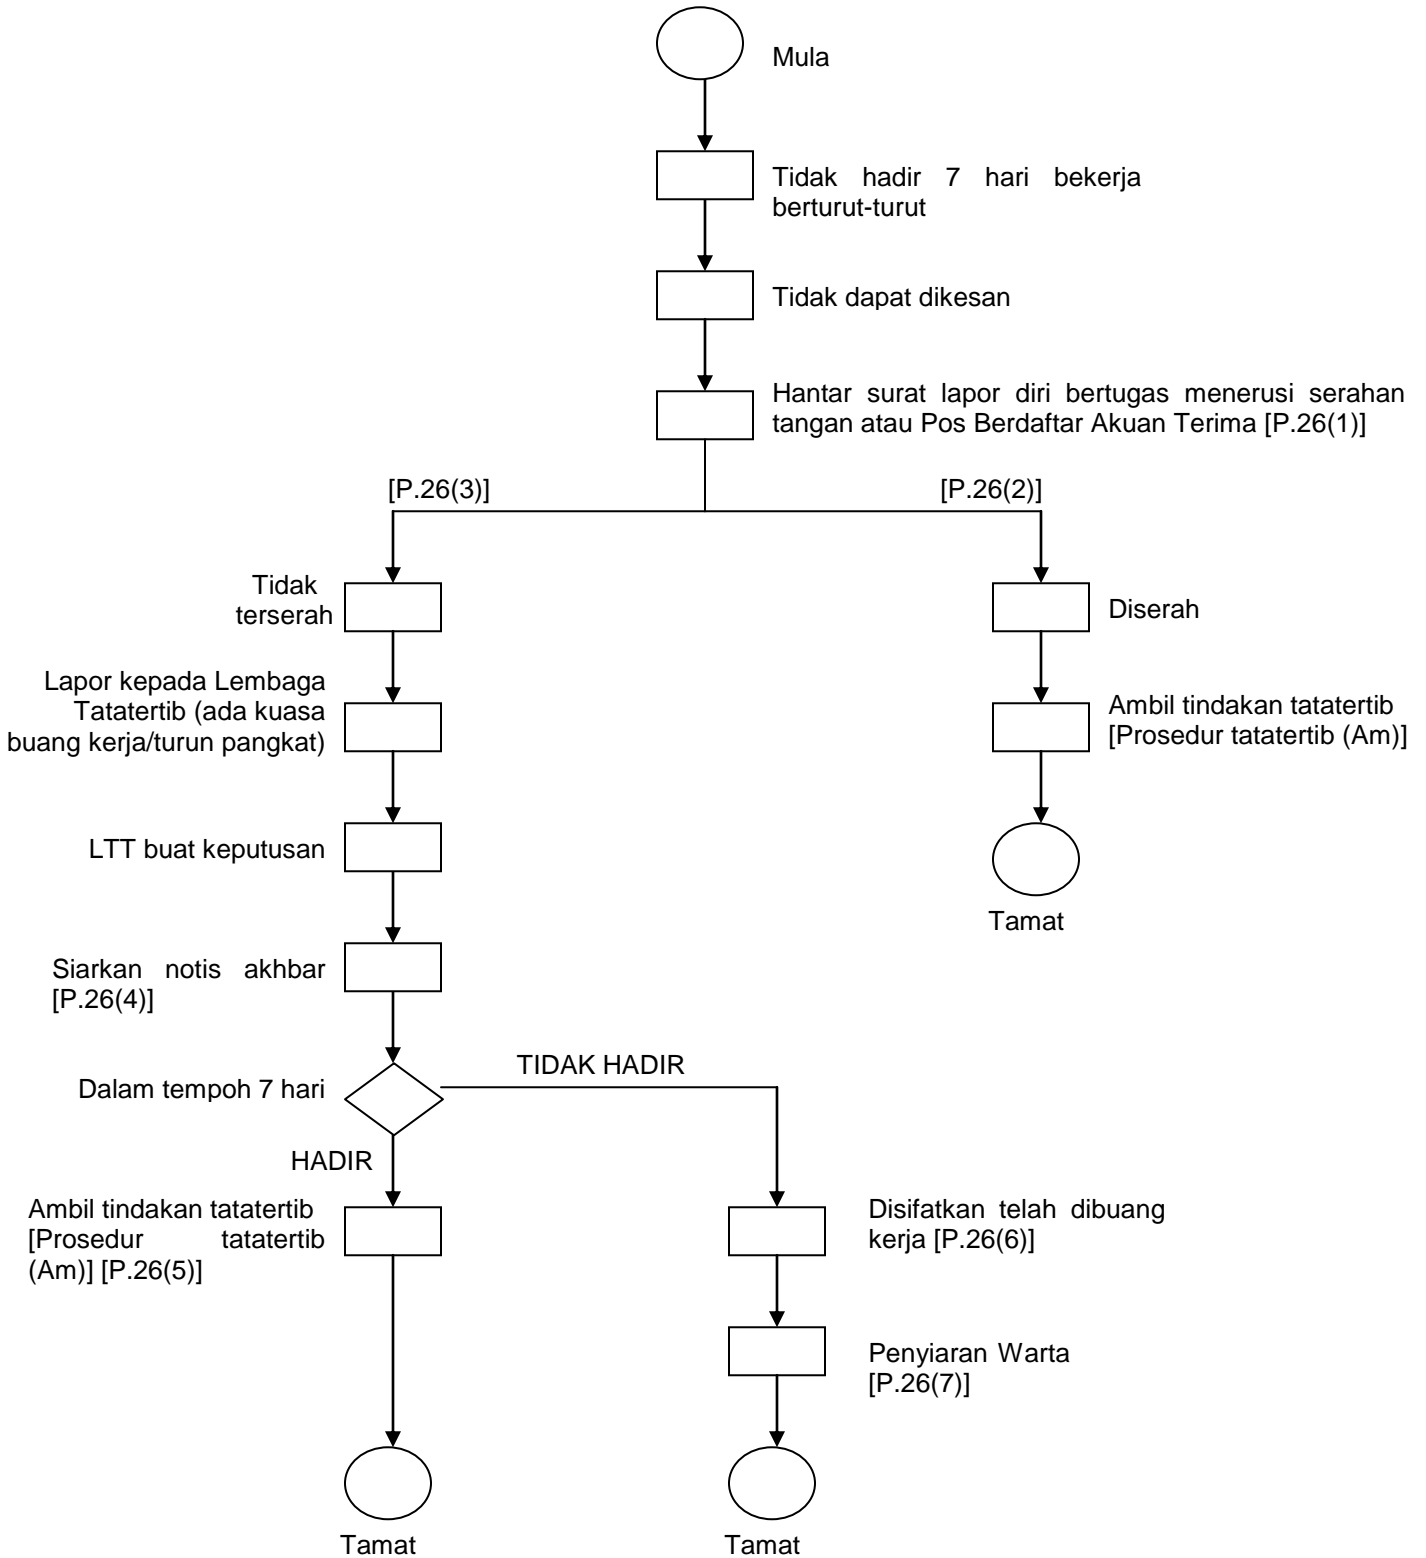 Mula
Tidak hadir 7 hari bekerja
berturut-turut
Tidak dapat dikesan
Hantar surat lapor diri bertugas menerusi serahan
tangan atau Pos Berdaftar Akuan Terima [P.26(1)]
[P.26(3)]
[P.26(2)]
Tidak
terserah
Diserah
Lapor kepada Lembaga
Tatatertib (ada kuasa
buang kerja/turun pangkat)
Ambil tindakan tatatertib
[Prosedur tatatertib (Am)]
LTT buat keputusan
Tamat
Siarkan notis akhbar
[P.26(4)]
TIDAK HADIR
Dalam tempoh 7 hari
HADIR
Ambil tindakan tatatertib
[Prosedur tatatertib
(Am)] [P.26(5)]
Disifatkan telah dibuang
kerja [P.26(6)]
Penyiaran Warta
[P.26(7)]
Tamat
Tamat